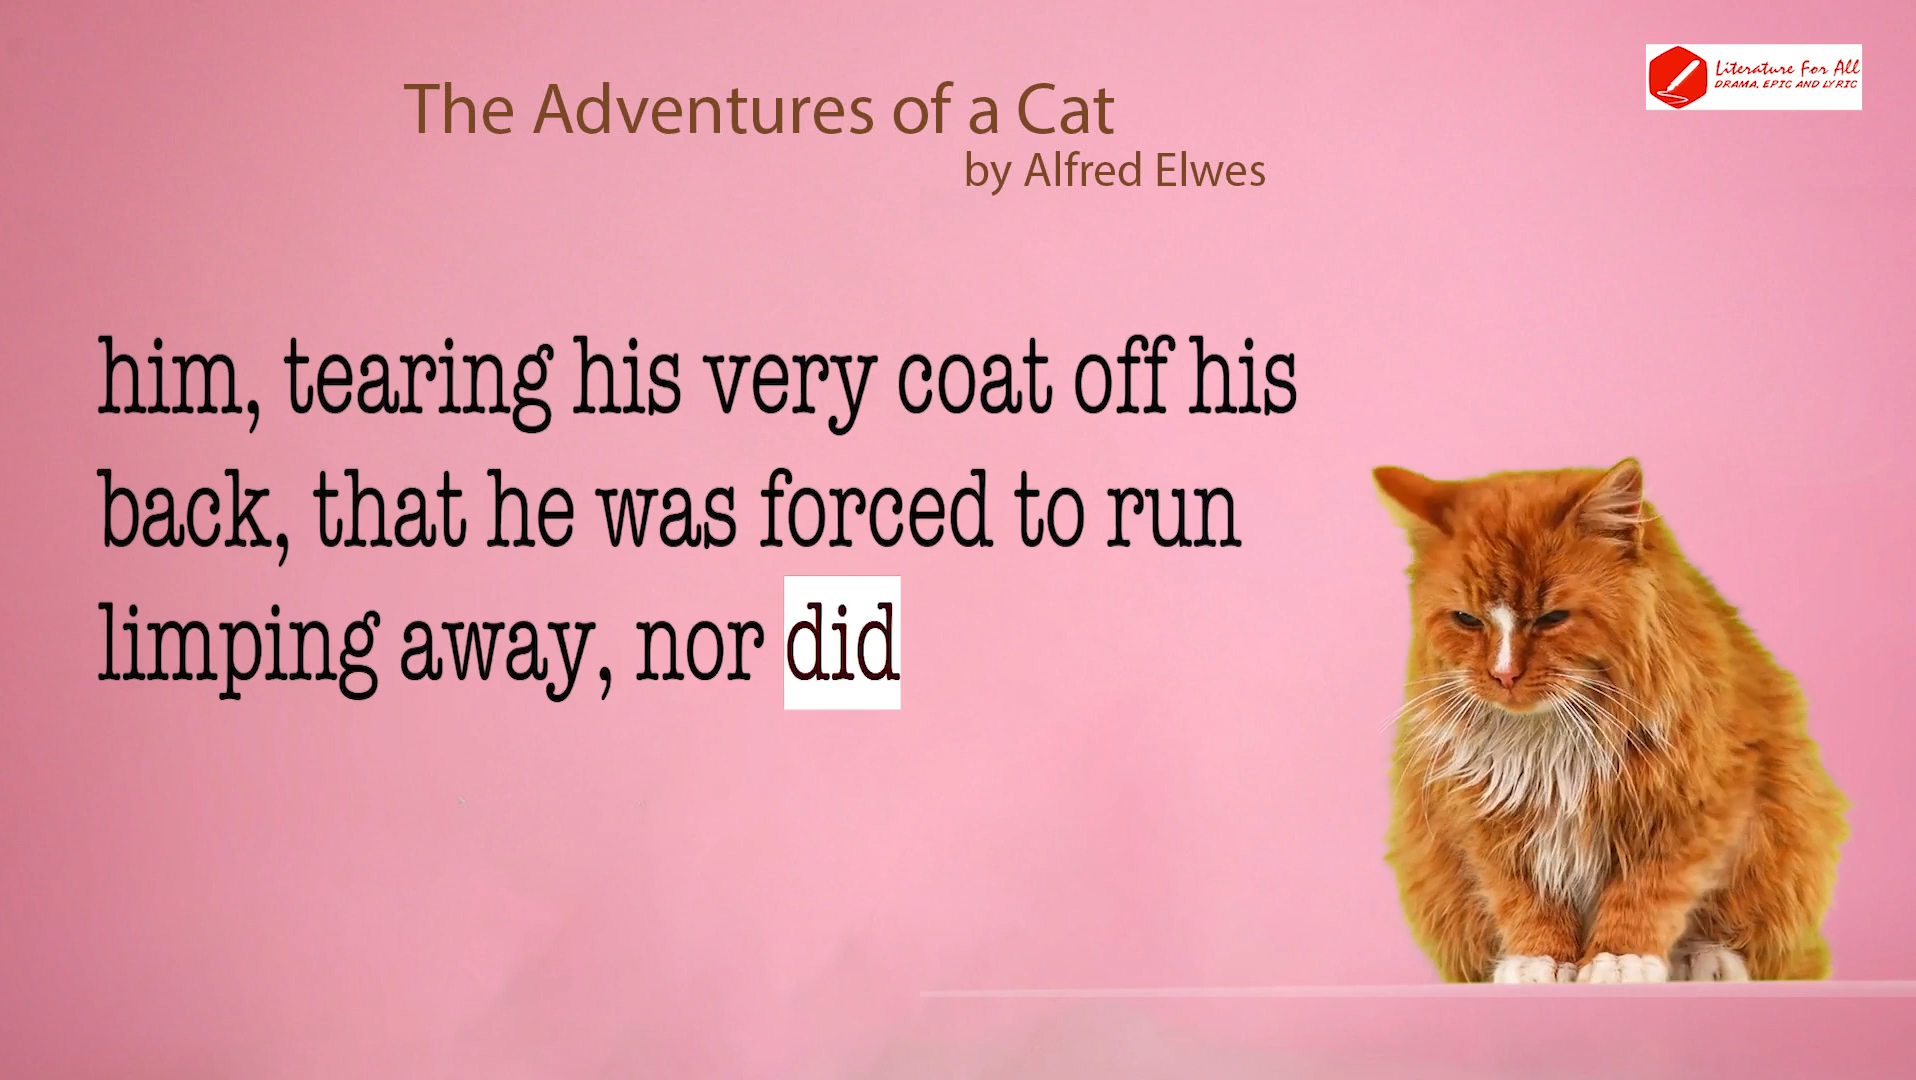 Literature For All
DRAMA, EPIC AND LYRIC
The Adventures of a Cat
by Alfred Elwes
him, tearing his very coat off his
back, that he was forced to run
limping away, nor did